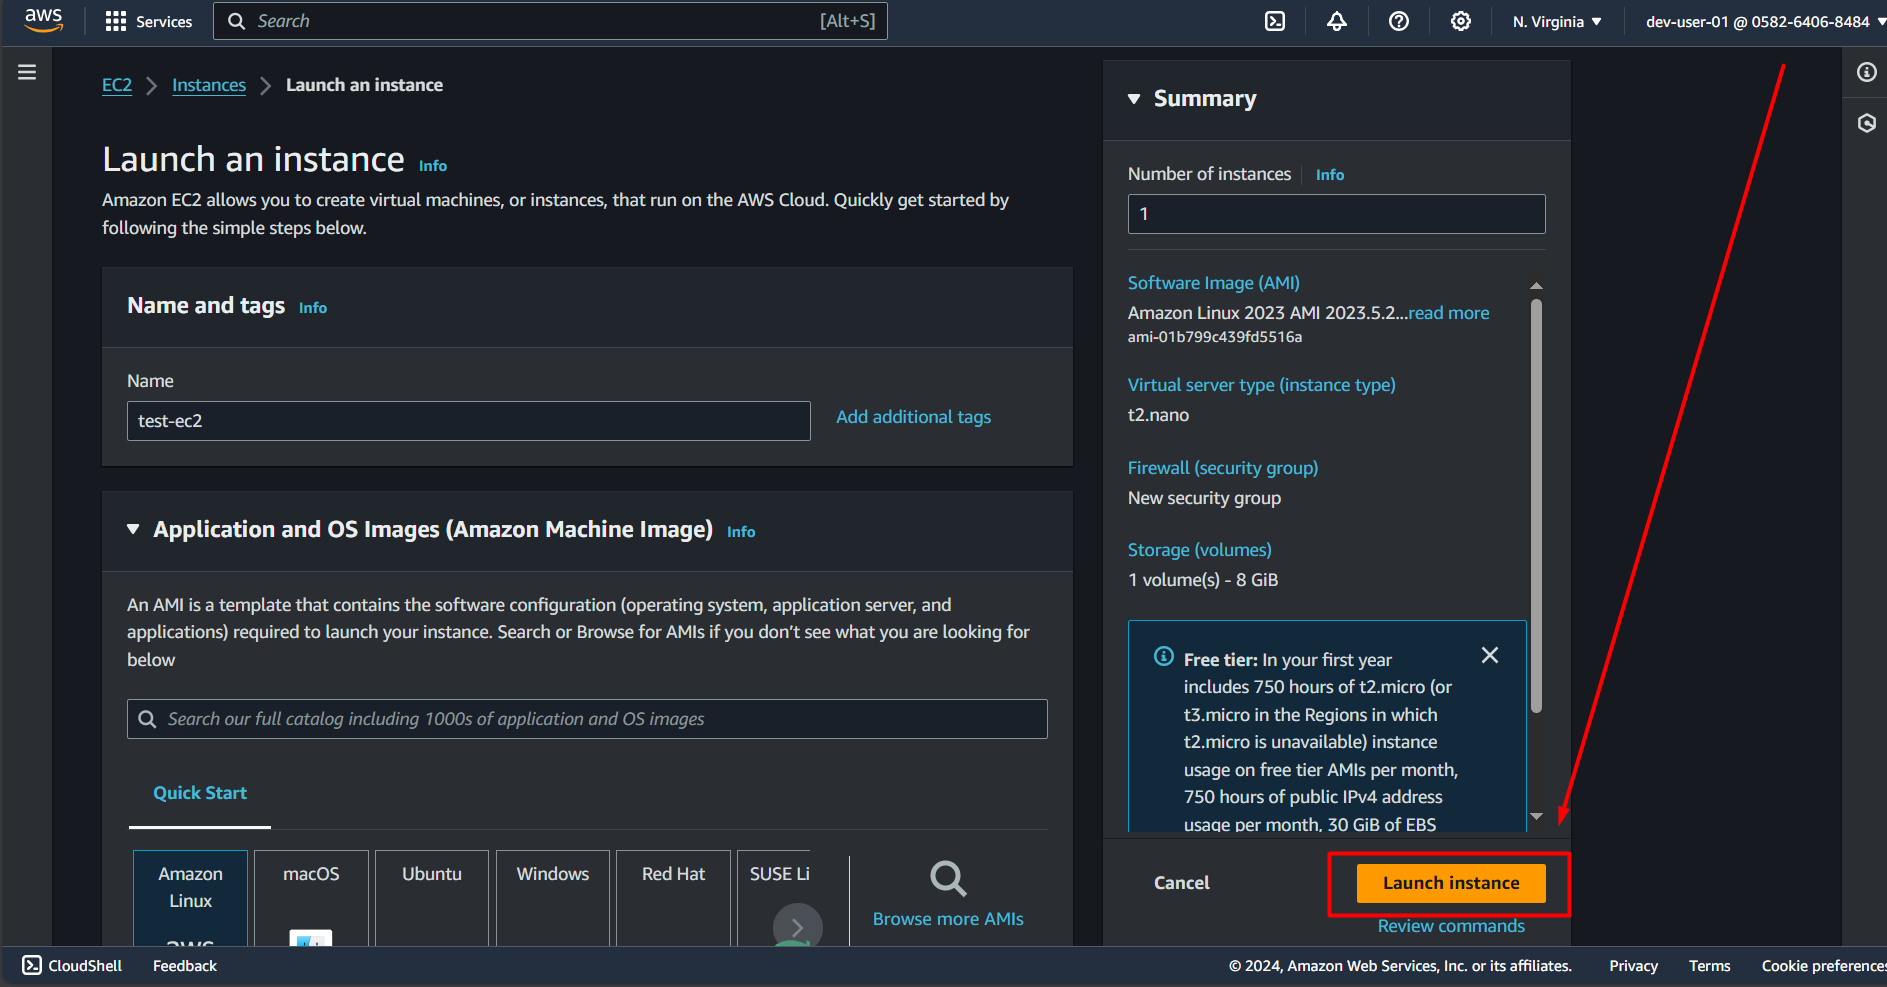 aws
Services
Search
[Alt+S]
N. Virginia
dev-user-01 @ 0582-6406-8484
EC2
Instances
Launch an instance
Launch an instance
Info
Amazon EC2 allows you to create virtual machines, or instances, that run on the AWS Cloud. Quickly get started by
following the simple steps below.
Name and tags
Info
Name
test-ec2
Add additional tags
Application and OS Images (Amazon Machine Image)
Info
An AMI is a template that contains the software configuration (operating system, application server, and
applications) required to launch your instance. Search or Browse for AMIs if you don’t see what you are looking for
below
Search our full catalog including 1000s of application and OS images
Quick Start
Amazon
Linux
aws
macOS
Ubuntu
Windows
Red Hat
SUSE Li
Browse more AMIs
Summary
Number of instances
Info
1
Software Image (AMI)
Amazon Linux 2023 AMI 2023.5.2...read more
ami-01b799c439fd5516a
Virtual server type (instance type)
t2.nano
Firewall (security group)
New security group
Storage (volumes)
1 volume(s) - 8 GiB
Free tier: In your first year
includes 750 hours of t2.micro (or
t3.micro in the Regions in which
t2.micro is unavailable) instance
usage on free tier AMIs per month,
750 hours of public IPv4 address
usage per month, 30 GiB of EBS
Cancel
Launch instance
Review commands
CloudShell
Feedback
© 2024, Amazon Web Services, Inc. or its affiliates.
Privacy
Terms
Cookie preferences